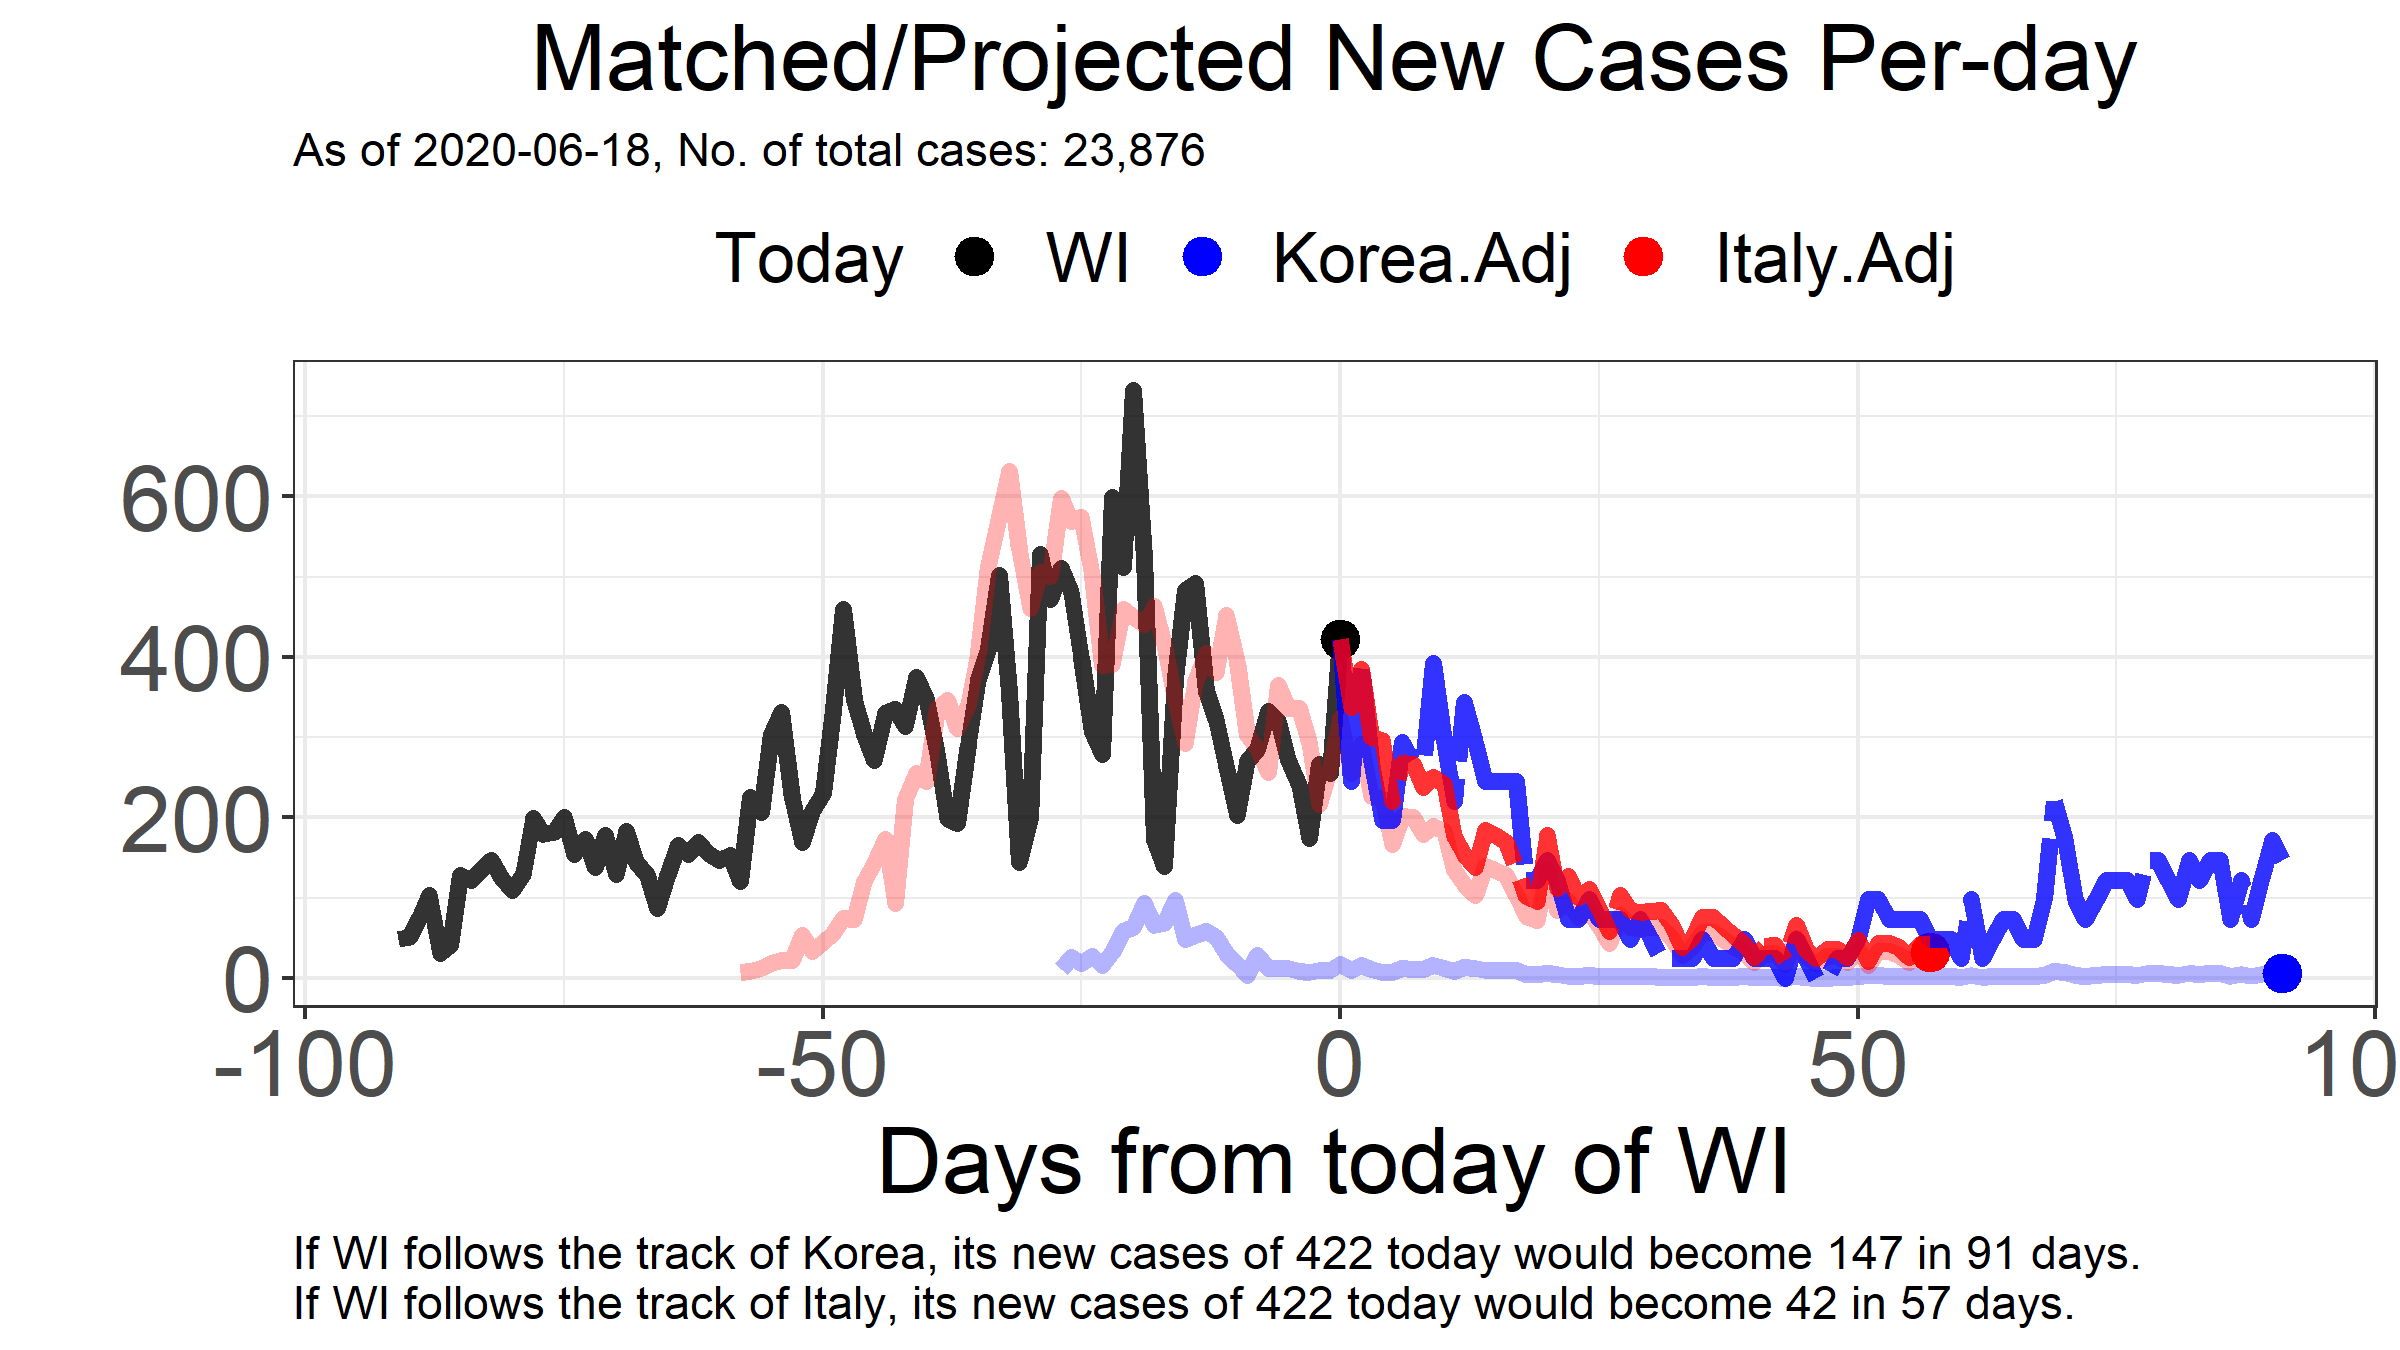 Matched/Projected New Cases Per-day
As of 2020-06-18, No. of total cases: 23,876
Today WI Korea.Adj Italy.Adj
600
400
200
0
-100 -50 0 50 10
Days from today of WI
If WI follows the track of Korea, its new cases of 422 today would become 147 in 91 days.
If WI follows the track of Italy, its new cases of 422 today would become 42 in 57 days.